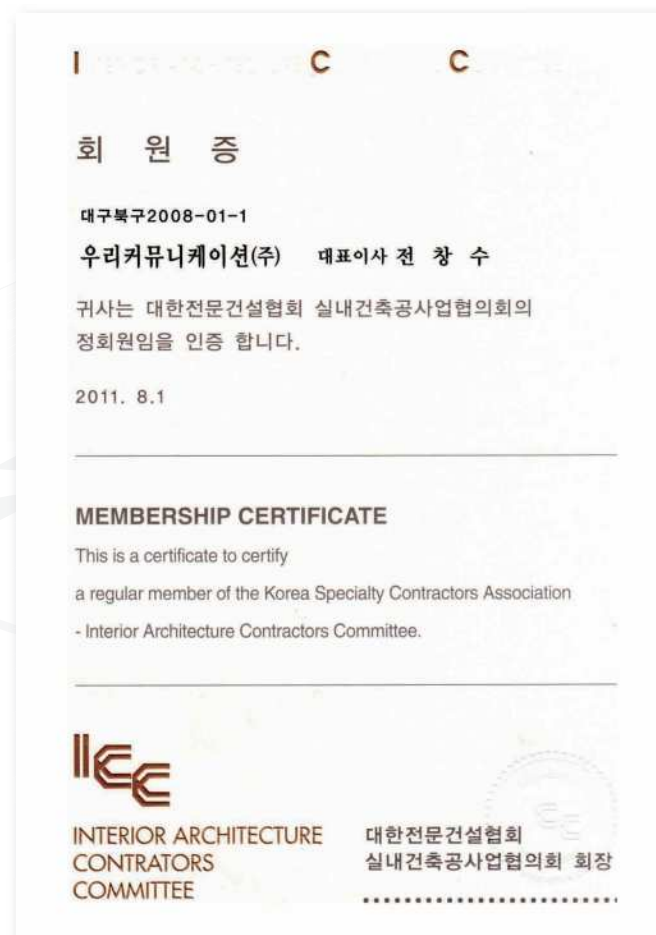 I C C
회 원 증
대구북구2008-01-1
우리커뮤니케이션(주) 대표이사 전 창 수
귀사는 대한전문건설협회 실내건축공사업협의회의
정회원임을 인증 합니다.
2011. 8.1
MEMBERSHIP CERTIFICATE
This is a certificate to certify
a regular member of the Korea Specialty Contractors Association
- Interior Architecture Contractors Committee.
ICC
INTERIOR ARCHITECTURE
CONTRATORS
COMMITTEE
대한전문건설협회
실내건축공사업협의회 회장